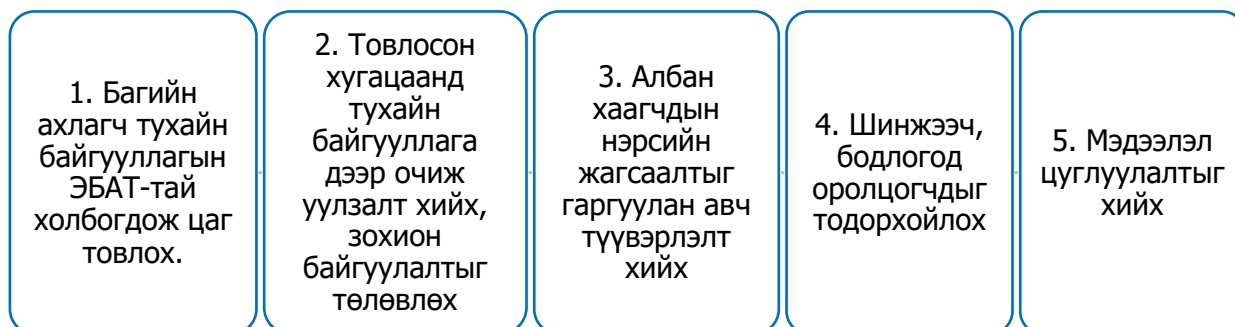 1. Багийн
ахлагч тухайн
байгууллагын
ЭБАТ-тай
холбогдож цаг
товлох.
2. Товлосон
хугацаанд
тухайн
байгууллага
дээр очиж
уулзалт хийх,
зохион
байгуулалтыг
төлөвлөх
3. Албан
хаагчдын
нэрсийн
жагсаалтыг
гаргуулан авч
түүвэрлэлт
хийх
4. Шинжээч,
бодлогод
оролцогчдыг
тодорхойлох
5. Мэдээлэл
цуглуулалтыг
хийх